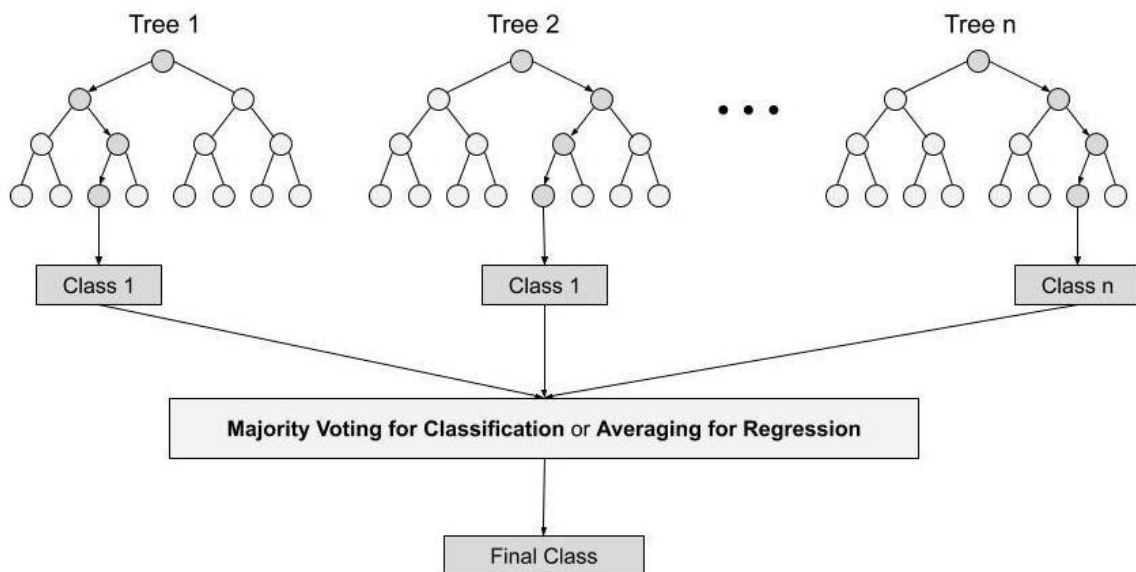 Tree 1
Tree 2
Tree n
Class 1
Class 1
Class n
Majority Voting for Classification or Averaging for Regression
Final Class